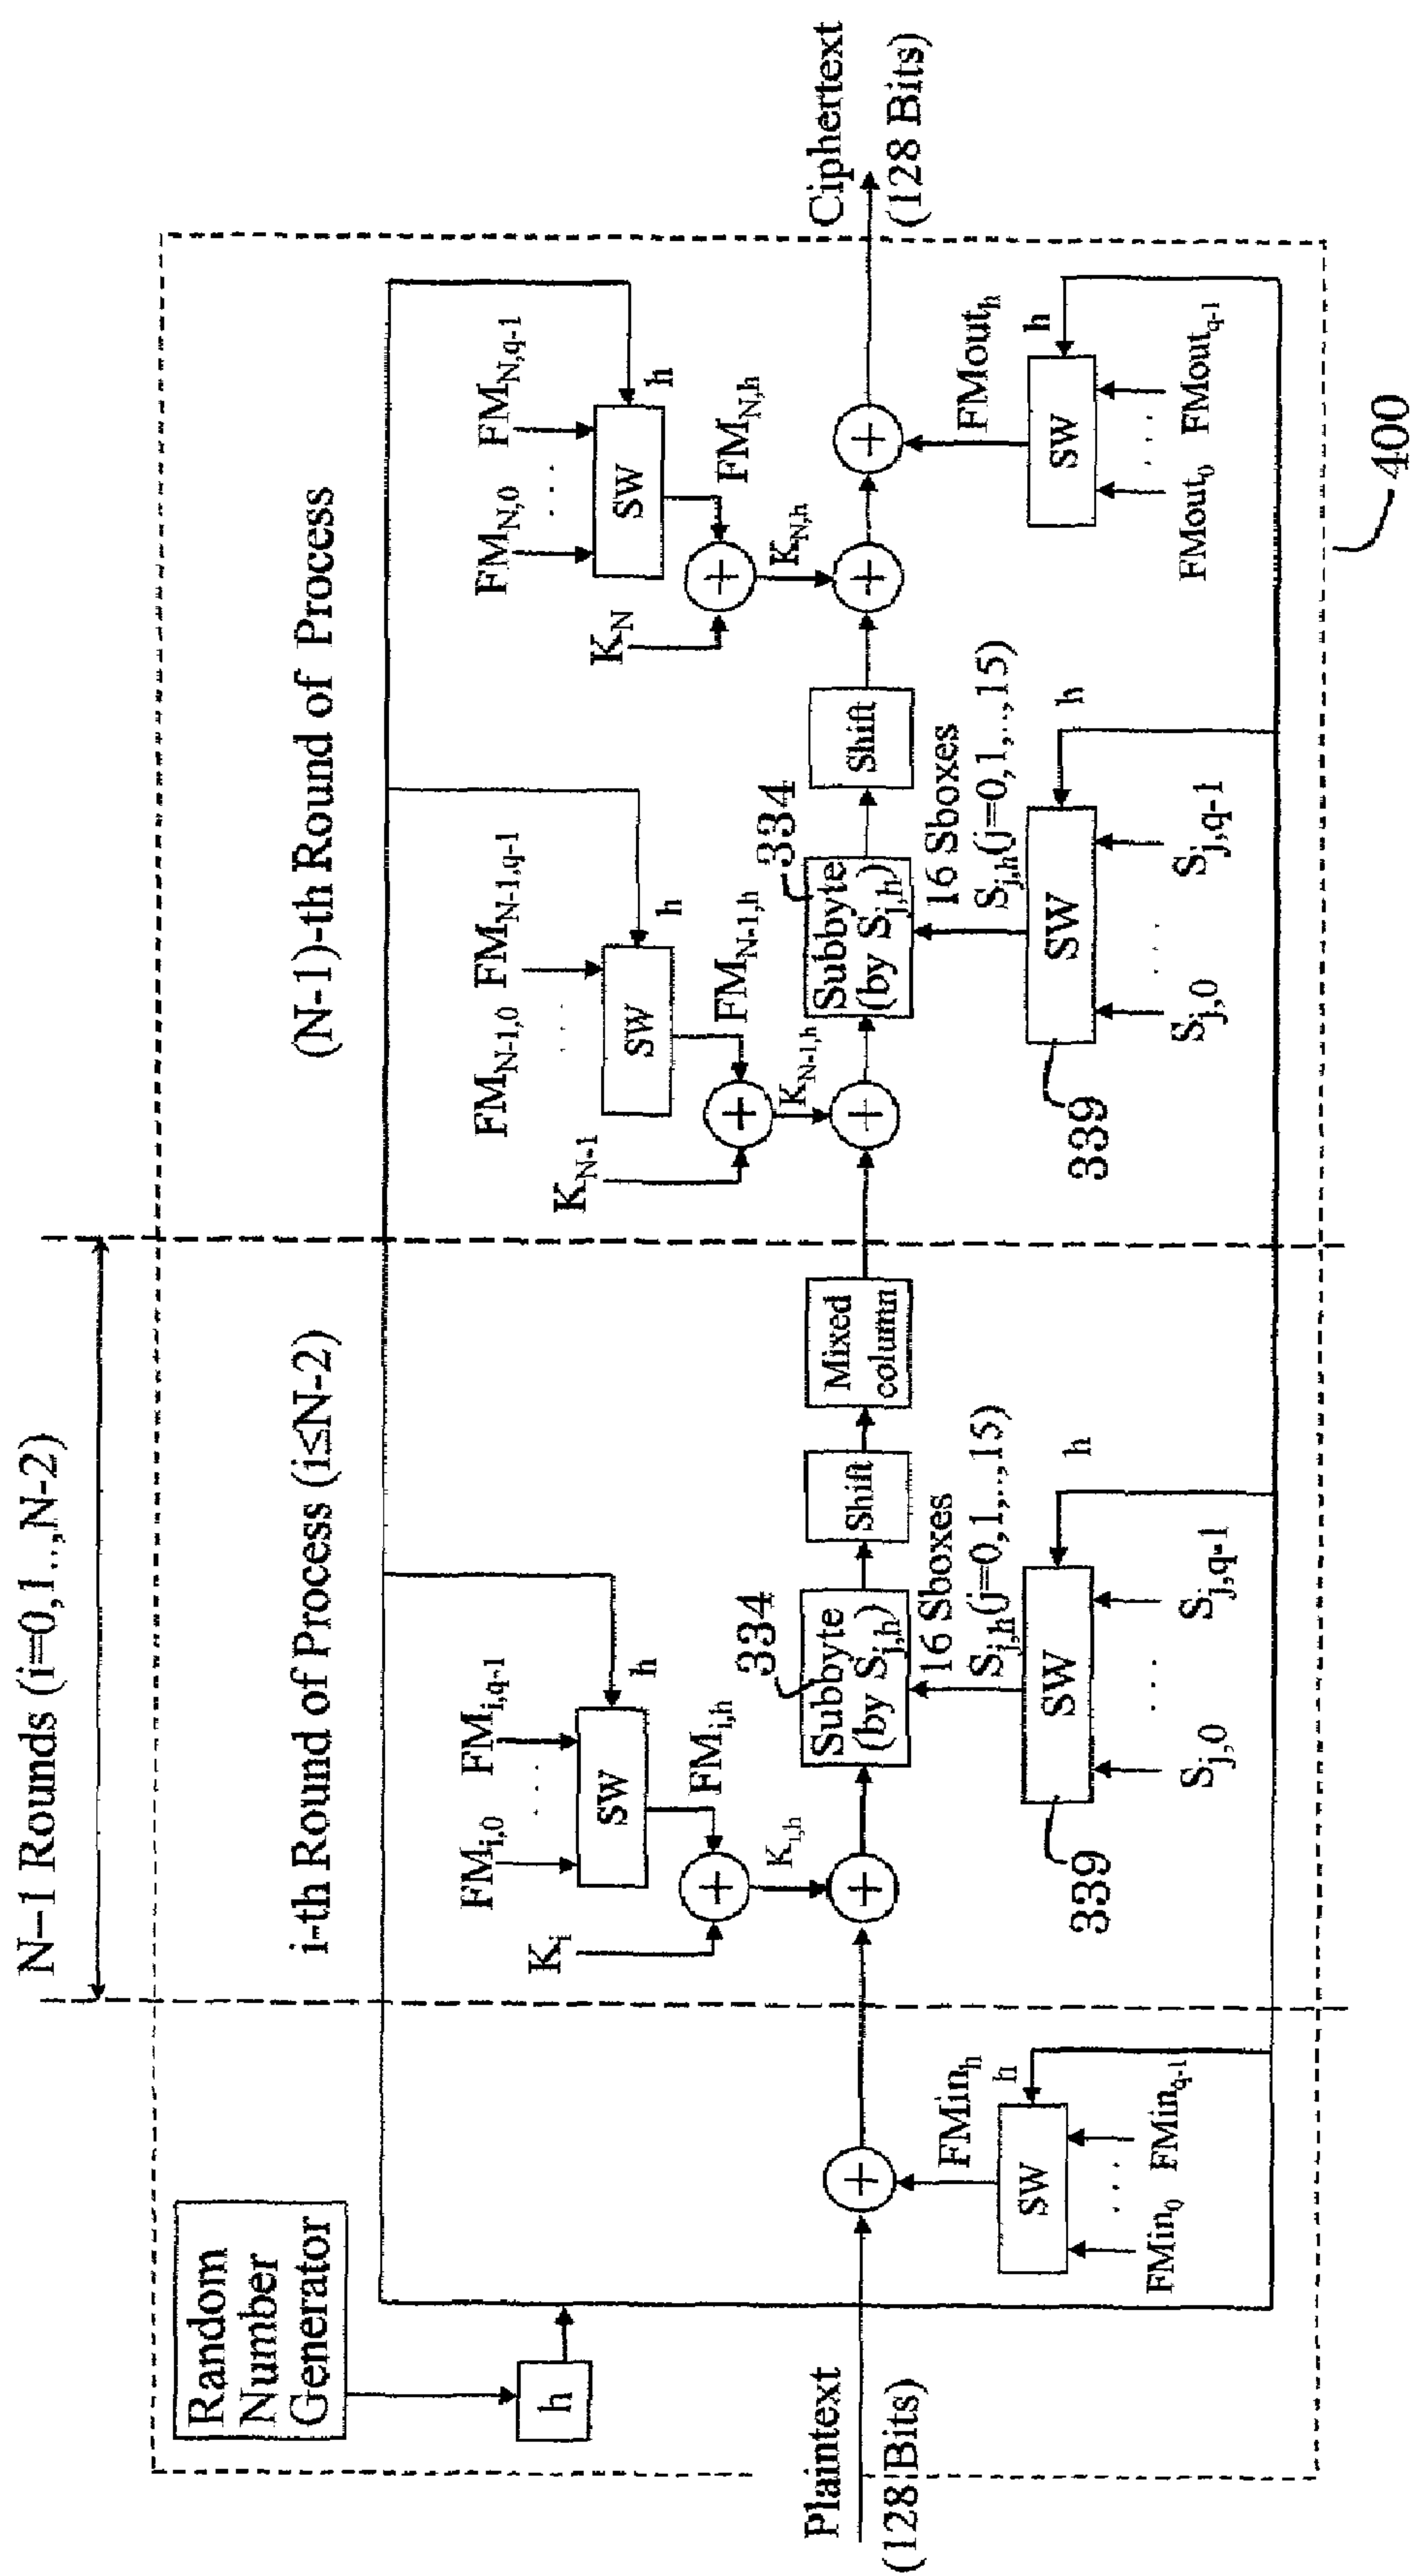 N–1 Rounds (i=0,1..,N-2)
i-th Round of Process (i≤N-2)
(N-1)-th Round of Process
Random
Number
Generator
h
Plaintext
(128 Bits)
FMin_h
h
SW
FMin_0 . . . FMin_q-1
FM_i,0 . . . FM_i,q-1
SW
h
FM_i,h
K_i
K_i,h
334
Subbyte
(by S_j,h)
Shift
Mixed
column
16 Sboxes
S_j,h(j=0,1,..,15)
h
SW
339
S_j,0 . . . S_j,q-1
FM_N-1,0 . . . FM_N-1,q-1
SW
h
FM_N-1,h
K_N-1
K_N-1,h
334
Subbyte
(by S_j,h)
Shift
16 Sboxes
S_j,h(j=0,1,..,15)
h
SW
339
S_j,0 . . . S_j,q-1
FM_N,0 . . . FM_N,q-1
SW
h
FM_N,h
K_N
K_N,h
FMout_h
h
SW
FMout_0 . . . FMout_q-1
Ciphertext
(128 Bits)
400